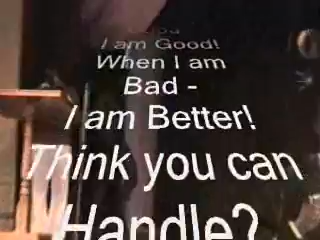 I am Good!
When I am
Bad -
I am Better!
Think you can
Handle?